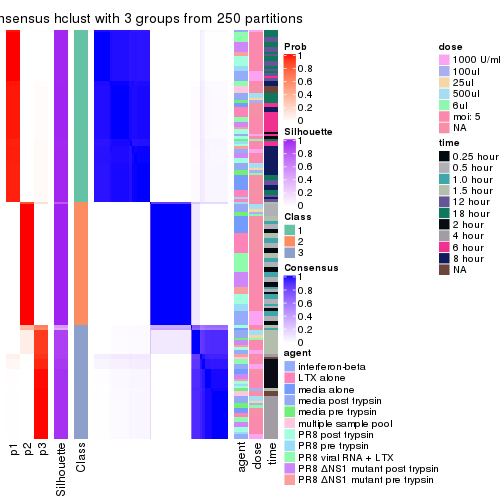 nsensus hclust with 3 groups from 250 partitions
Prob
1
0.8
0.6
0.4
0.2
0
Silhouette
1
0.8
0.6
0.4
0.2
0
Class
1
2
3
Consensus
1
0.8
0.6
0.4
0.2
0
agent
interferon-beta
LTX alone
media alone
media post trypsin
media pre trypsin
multiple sample pool
PR8 post trypsin
PR8 pre trypsin
PR8 viral RNA + LTX
PR8 ΔNS1 mutant post trypsin
PR8 ΔNS1 mutant pre trypsin
dose
1000 U/ml
100ul
25ul
500ul
6ul
moi: 5
NA
time
0.25 hour
0.5 hour
1.0 hour
1.5 hour
12 hour
18 hour
2 hour
4 hour
6 hour
8 hour
NA
p1
p2
p3
Silhouette
Class
agent
dose
time